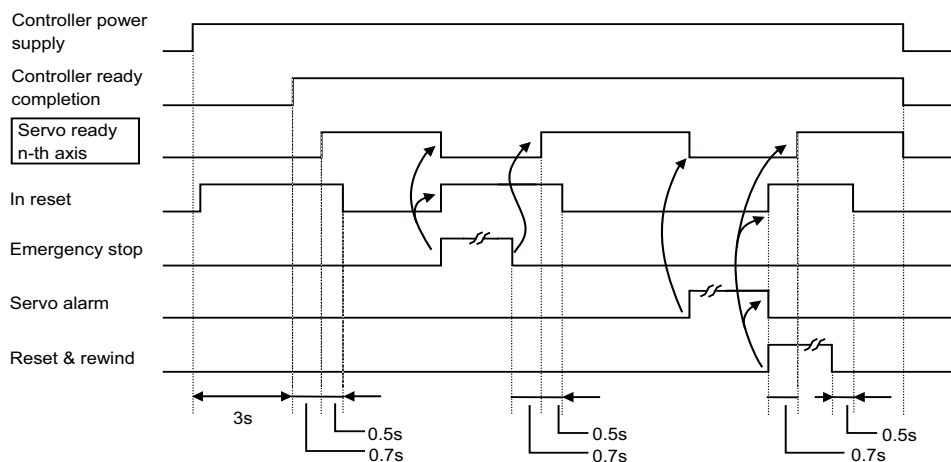 Controller power
supply
Controller ready
completion
Servo ready
n-th axis
In reset
Emergency stop
Servo alarm
Reset & rewind
3s
0.5s
0.7s
0.5s
0.7s
0.5s
0.7s